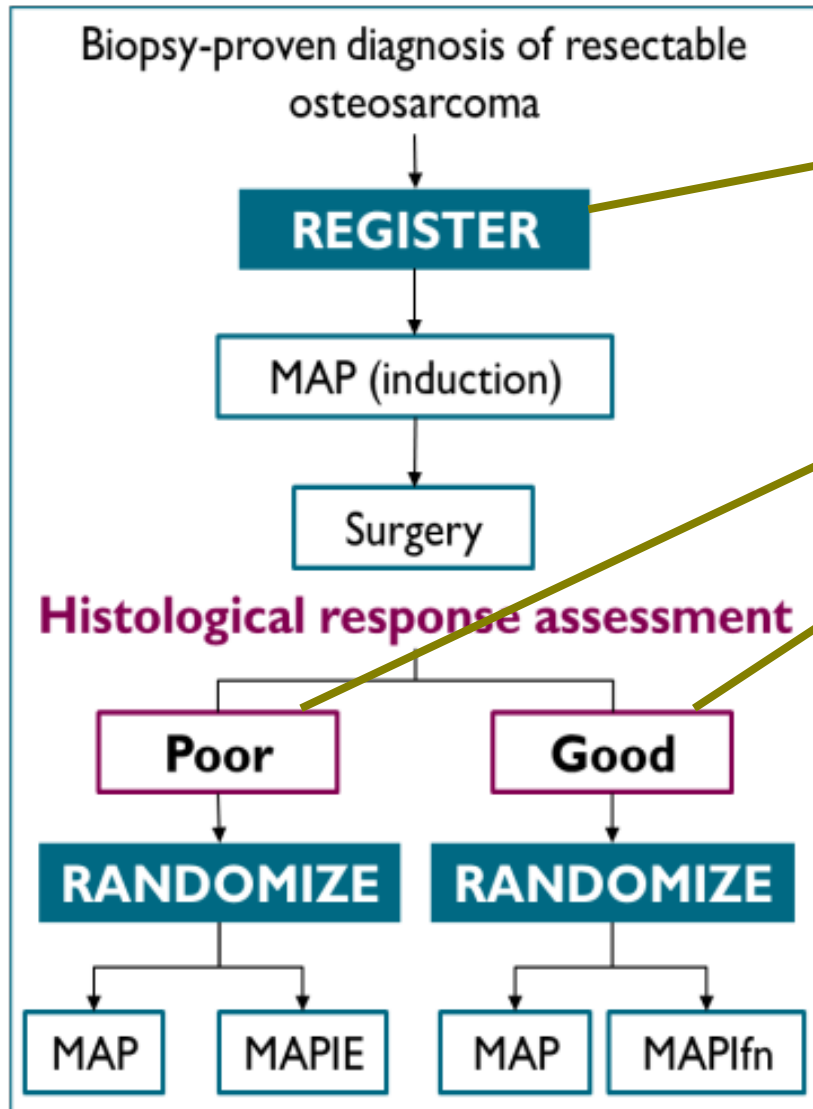 Biopsy-proven diagnosis of resectable
osteosarcoma
REGISTER
MAP (induction)
Surgery
Histological response assessment
Poor
Good
RANDOMIZE
RANDOMIZE
MAP
MAPIE
MAP
MAPIfn